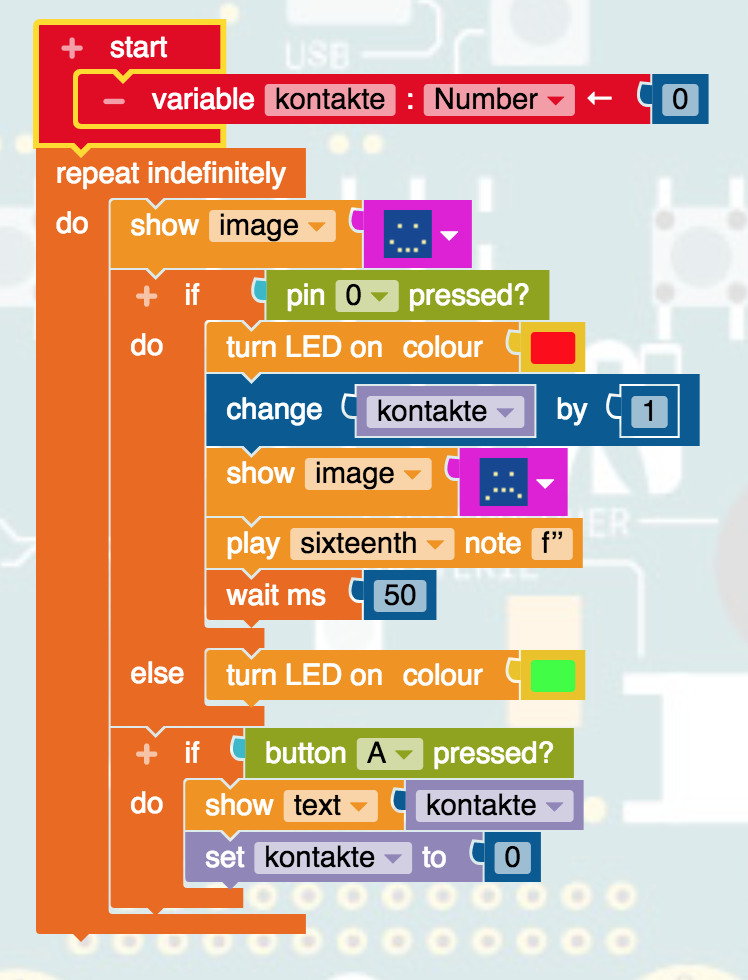 USB
+ start
− variable kontakte : Number ← 0
repeat indefinitely
do show image
+ if pin 0 pressed?
do turn LED on colour
change kontakte by 1
show image
play sixteenth note f”
wait ms 50
else turn LED on colour
+ if button A pressed?
do show text kontakte
set kontakte to 0